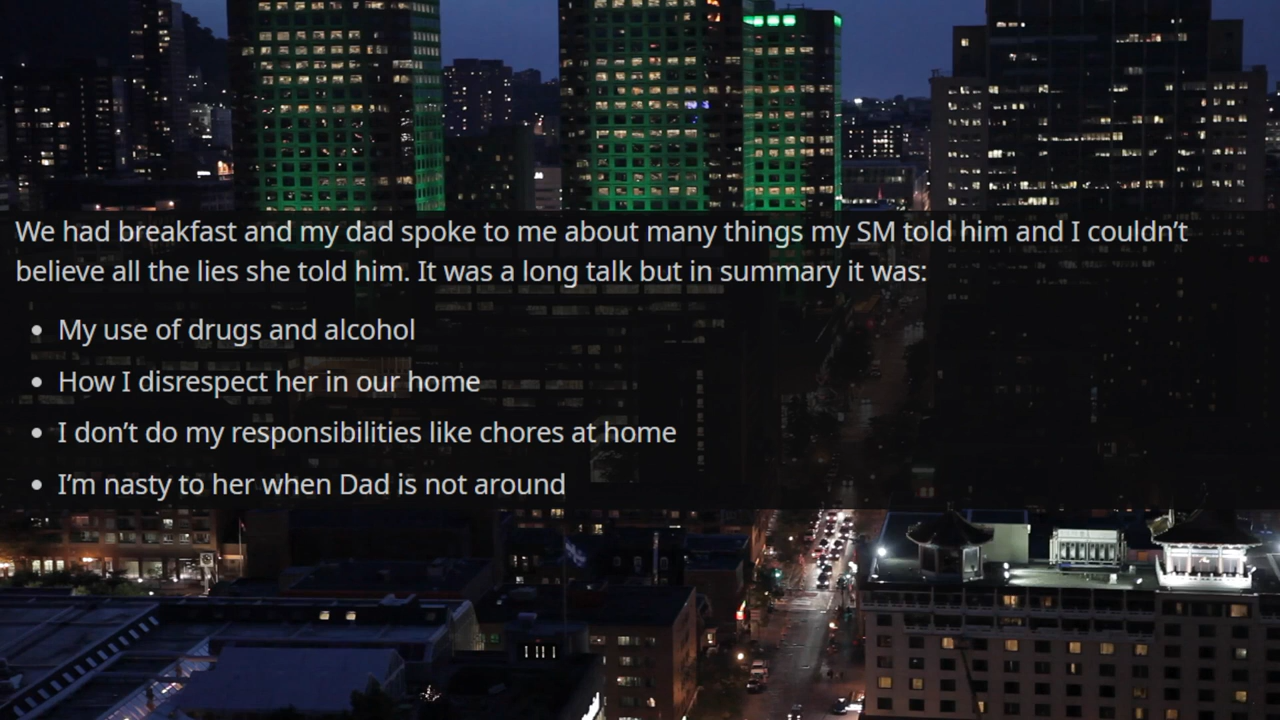 We had breakfast and my dad spoke to me about many things my SM told him and I couldn’t
believe all the lies she told him. It was a long talk but in summary it was:
• My use of drugs and alcohol
• How I disrespect her in our home
• I don’t do my responsibilities like chores at home
• I’m nasty to her when Dad is not around